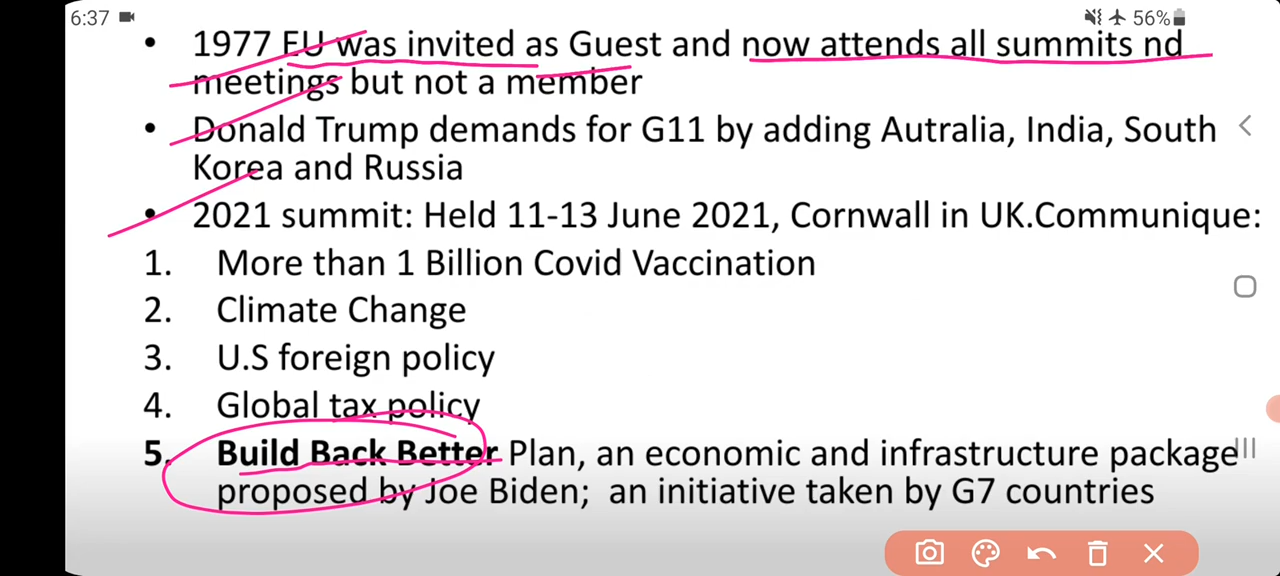 6:37 56%
• 1977 EU was invited as Guest and now attends all summits nd
meetings but not a member
• Donald Trump demands for G11 by adding Autralia, India, South
Korea and Russia
• 2021 summit: Held 11-13 June 2021, Cornwall in UK.Communique:
1. More than 1 Billion Covid Vaccination
2. Climate Change
3. U.S foreign policy
4. Global tax policy
5. Build Back Better Plan, an economic and infrastructure package
proposed by Joe Biden; an initiative taken by G7 countries